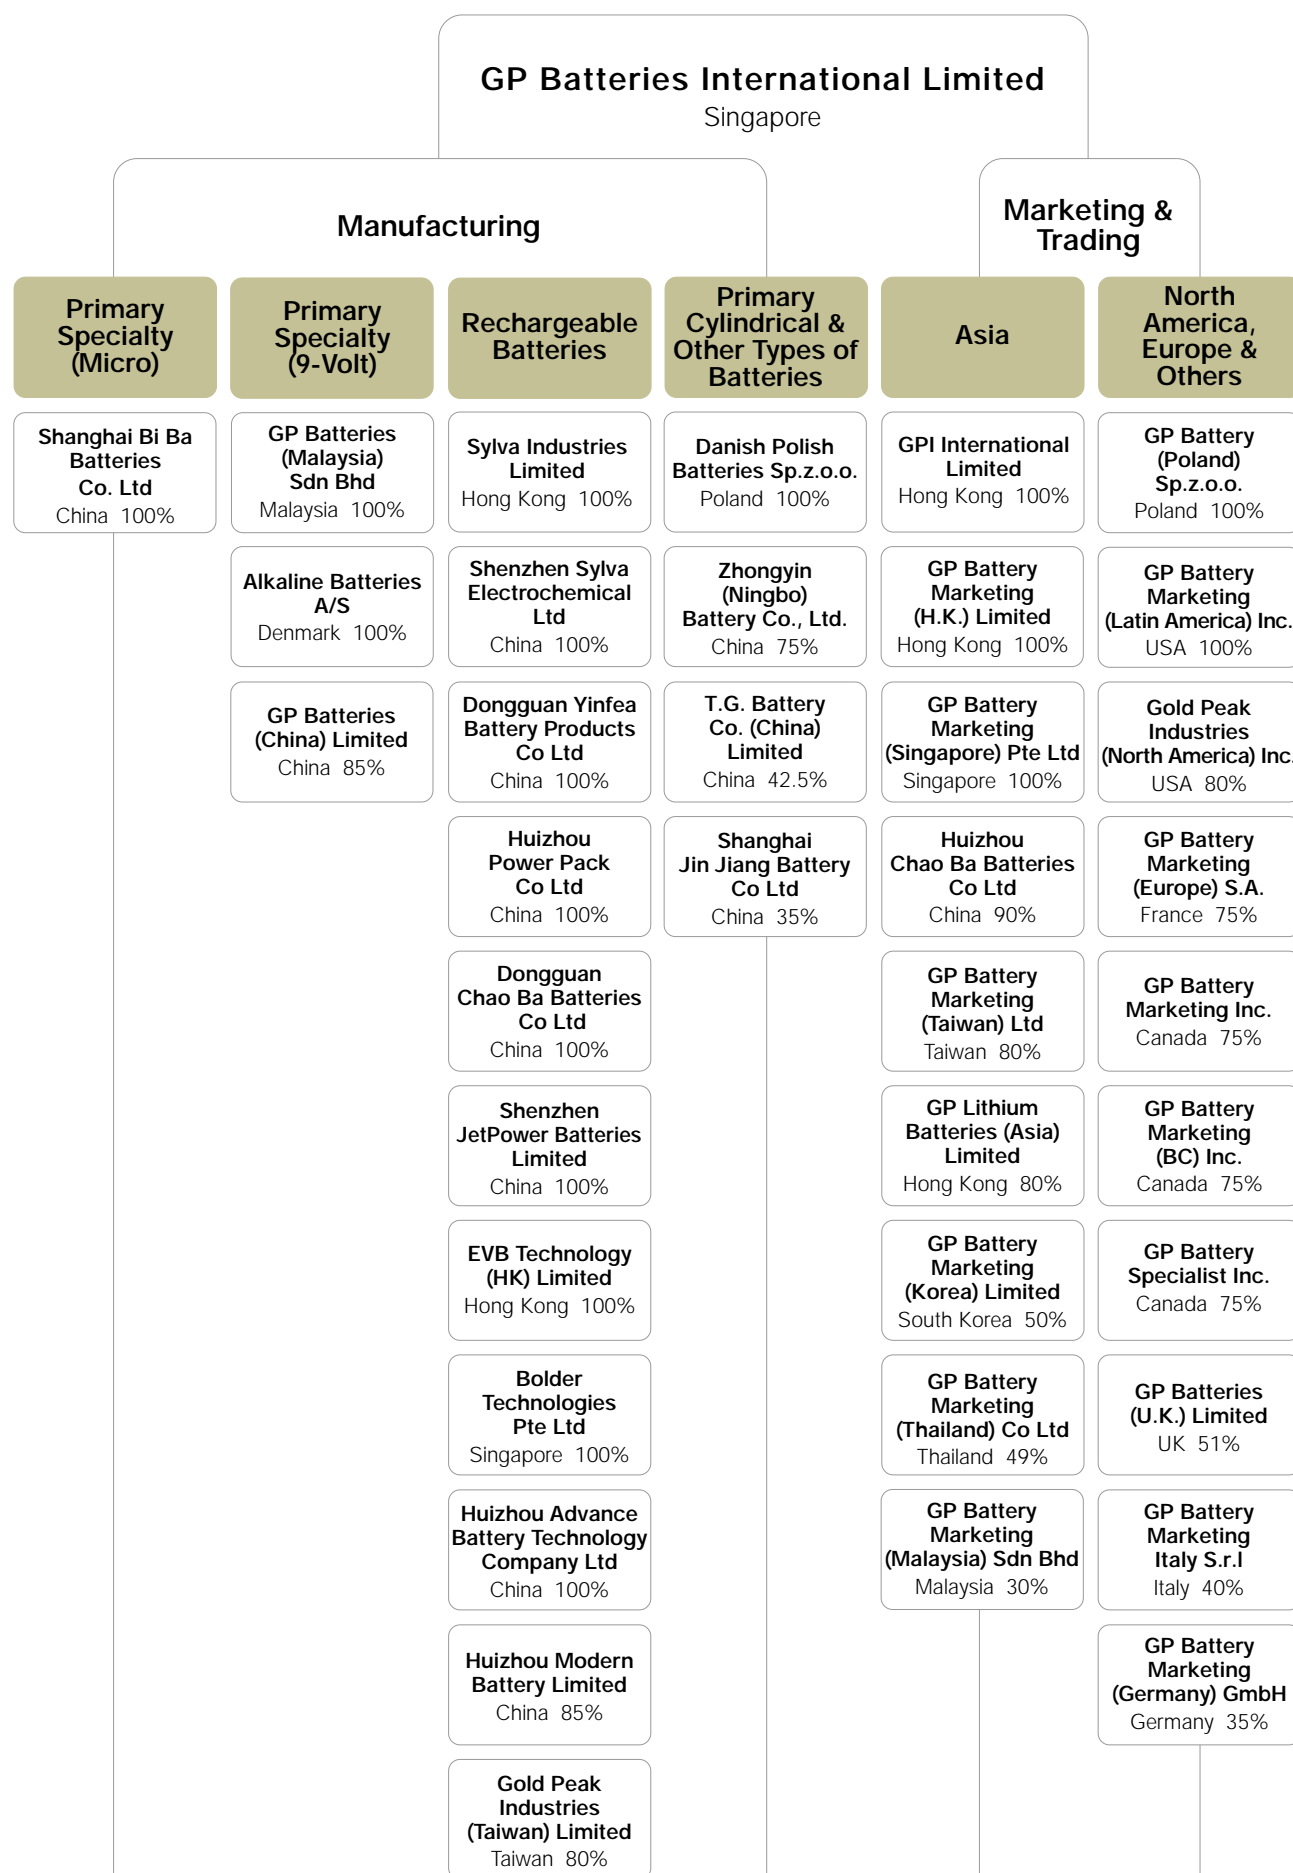 GP Batteries International Limited
Singapore
Manufacturing
Marketing &
Trading
Primary
Specialty
(Micro)
Shanghai Bi Ba
Batteries
Co. Ltd
China 100%
Primary
Specialty
(9-Volt)
GP Batteries
(Malaysia)
Sdn Bhd
Malaysia 100%
Alkaline Batteries
A/S
Denmark 100%
GP Batteries
(China) Limited
China 85%
Rechargeable
Batteries
Sylva Industries
Limited
Hong Kong 100%
Shenzhen Sylva
Electrochemical
Ltd
China 100%
Dongguan Yinfea
Battery Products
Co Ltd
China 100%
Huizhou
Power Pack
Co Ltd
China 100%
Dongguan
Chao Ba Batteries
Co Ltd
China 100%
Shenzhen
JetPower Batteries
Limited
China 100%
EVB Technology
(HK) Limited
Hong Kong 100%
Bolder
Technologies
Pte Ltd
Singapore 100%
Huizhou Advance
Battery Technology
Company Ltd
China 100%
Huizhou Modern
Battery Limited
China 85%
Gold Peak
Industries
(Taiwan) Limited
Taiwan 80%
Primary
Cylindrical &
Other Types of
Batteries
Danish Polish
Batteries Sp.z.o.o.
Poland 100%
Zhongyin
(Ningbo)
Battery Co., Ltd.
China 75%
T.G. Battery
Co. (China)
Limited
China 42.5%
Shanghai
Jin Jiang Battery
Co Ltd
China 35%
Asia
GPI International
Limited
Hong Kong 100%
GP Battery
Marketing
(H.K.) Limited
Hong Kong 100%
GP Battery
Marketing
(Singapore) Pte Ltd
Singapore 100%
Huizhou
Chao Ba Batteries
Co Ltd
China 90%
GP Battery
Marketing
(Taiwan) Ltd
Taiwan 80%
GP Lithium
Batteries (Asia)
Limited
Hong Kong 80%
GP Battery
Marketing
(Korea) Limited
South Korea 50%
GP Battery
Marketing
(Thailand) Co Ltd
Thailand 49%
GP Battery
Marketing
(Malaysia) Sdn Bhd
Malaysia 30%
North
America,
Europe &
Others
GP Battery
(Poland)
Sp.z.o.o.
Poland 100%
GP Battery
Marketing
(Latin America) Inc.
USA 100%
Gold Peak
Industries
(North America) Inc.
USA 80%
GP Battery
Marketing
(Europe) S.A.
France 75%
GP Battery
Marketing Inc.
Canada 75%
GP Battery
Marketing
(BC) Inc.
Canada 75%
GP Battery
Specialist Inc.
Canada 75%
GP Batteries
(U.K.) Limited
UK 51%
GP Battery
Marketing
Italy S.r.l
Italy 40%
GP Battery
Marketing
(Germany) GmbH
Germany 35%